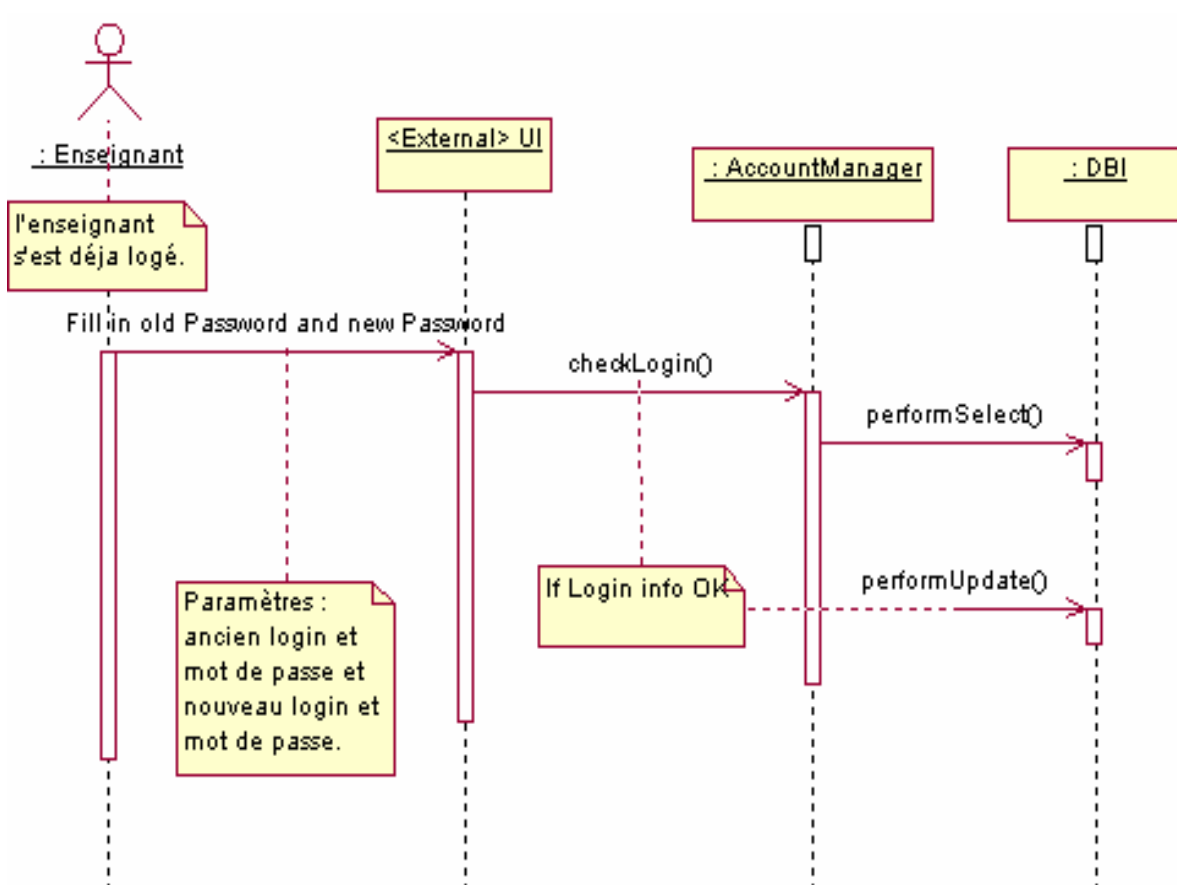 <External> UI
: Enseignant
: AccountManager
: DBI
l'enseignant
s'est déja logé.
Fill in old Password and new Password
checkLogin()
performSelect()
If Login info OK
performUpdate()
Paramètres :
ancien login et
mot de passe et
nouveau login et
mot de passe.